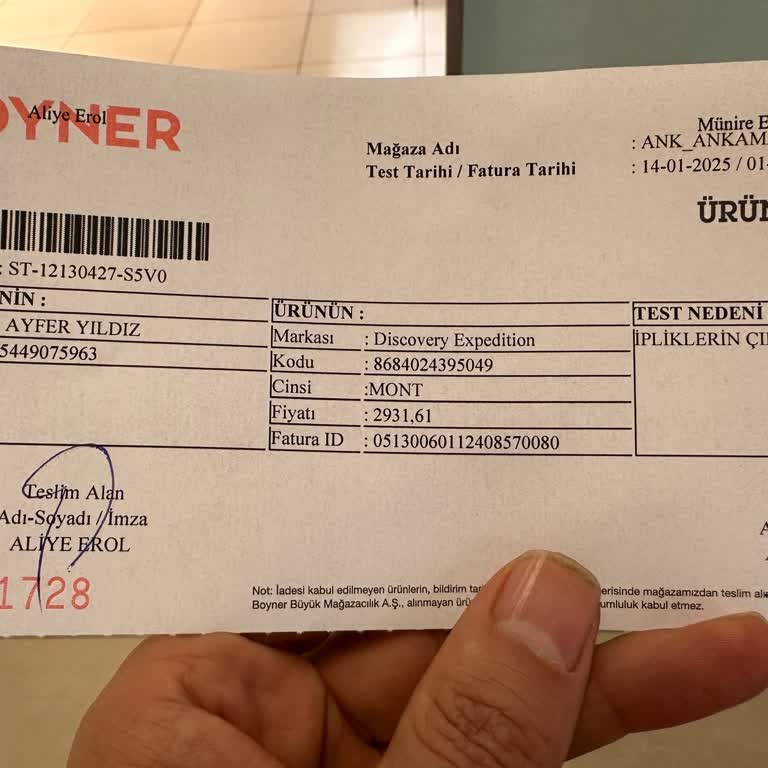 OYNER
Aliye Erol
Münire E
Mağaza Adı : ANK_ANKAMA
Test Tarihi / Fatura Tarihi : 14-01-2025 / 01-
ÜRÜN
: ST-12130427-S5V0
NİN :
AYFER YILDIZ
5449075963
ÜRÜNÜN :
Markası : Discovery Expedition
Kodu : 8684024395049
Cinsi :MONT
Fiyatı : 2931,61
Fatura ID : 05130060112408570080
TEST NEDENİ
İPLİKLERİN ÇI
Teslim Alan
Adı-Soyadı / İmza
ALİYE EROL
1728
Not: İadesi kabul edilmeyen ürünlerin, bildirim tar erisinde mağazamızdan teslim alı
Boyner Büyük Mağazacılık A.Ş., alınmayan ürü umluluk kabul etmez.